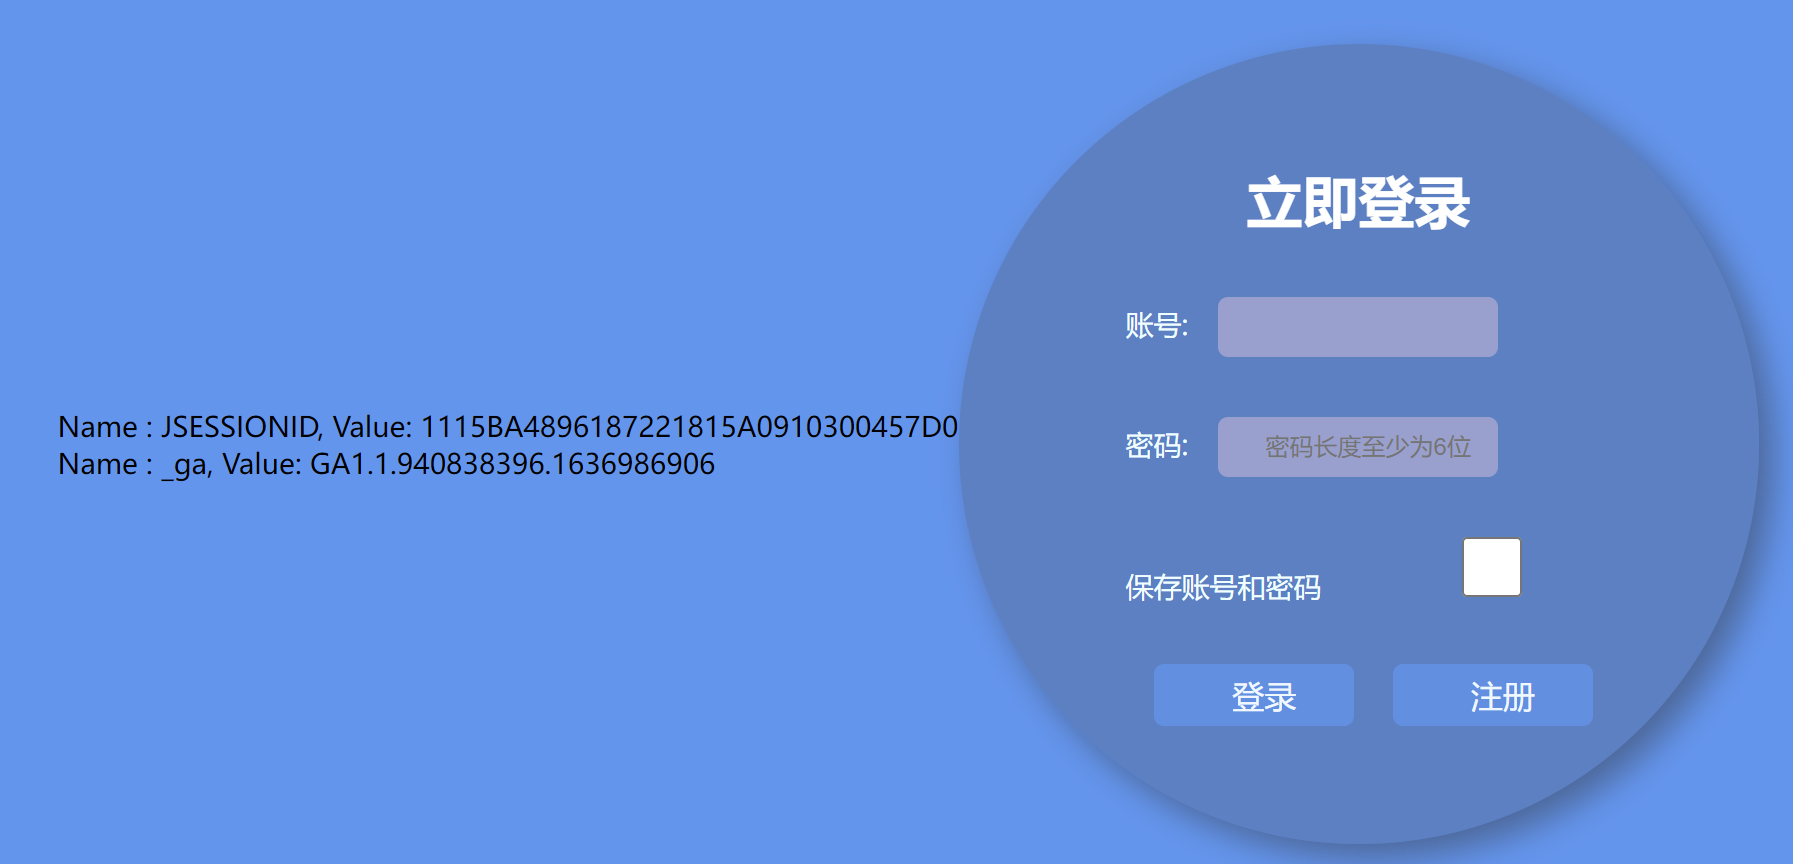 Name : JSESSIONID, Value: 1115BA4896187221815A0910300457D0
Name : _ga, Value: GA1.1.940838396.1636986906
立即登录
账号:
密码: 密码长度至少为6位
保存账号和密码
登录 注册